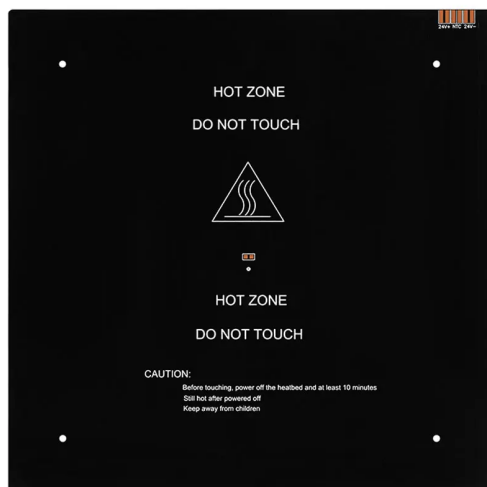 24V+ NTC 24V-
HOT ZONE
DO NOT TOUCH
HOT ZONE
DO NOT TOUCH
CAUTION:
Before touching, power off the heatbed and at least 10 minutes
Still hot after powered off
Keep away from children